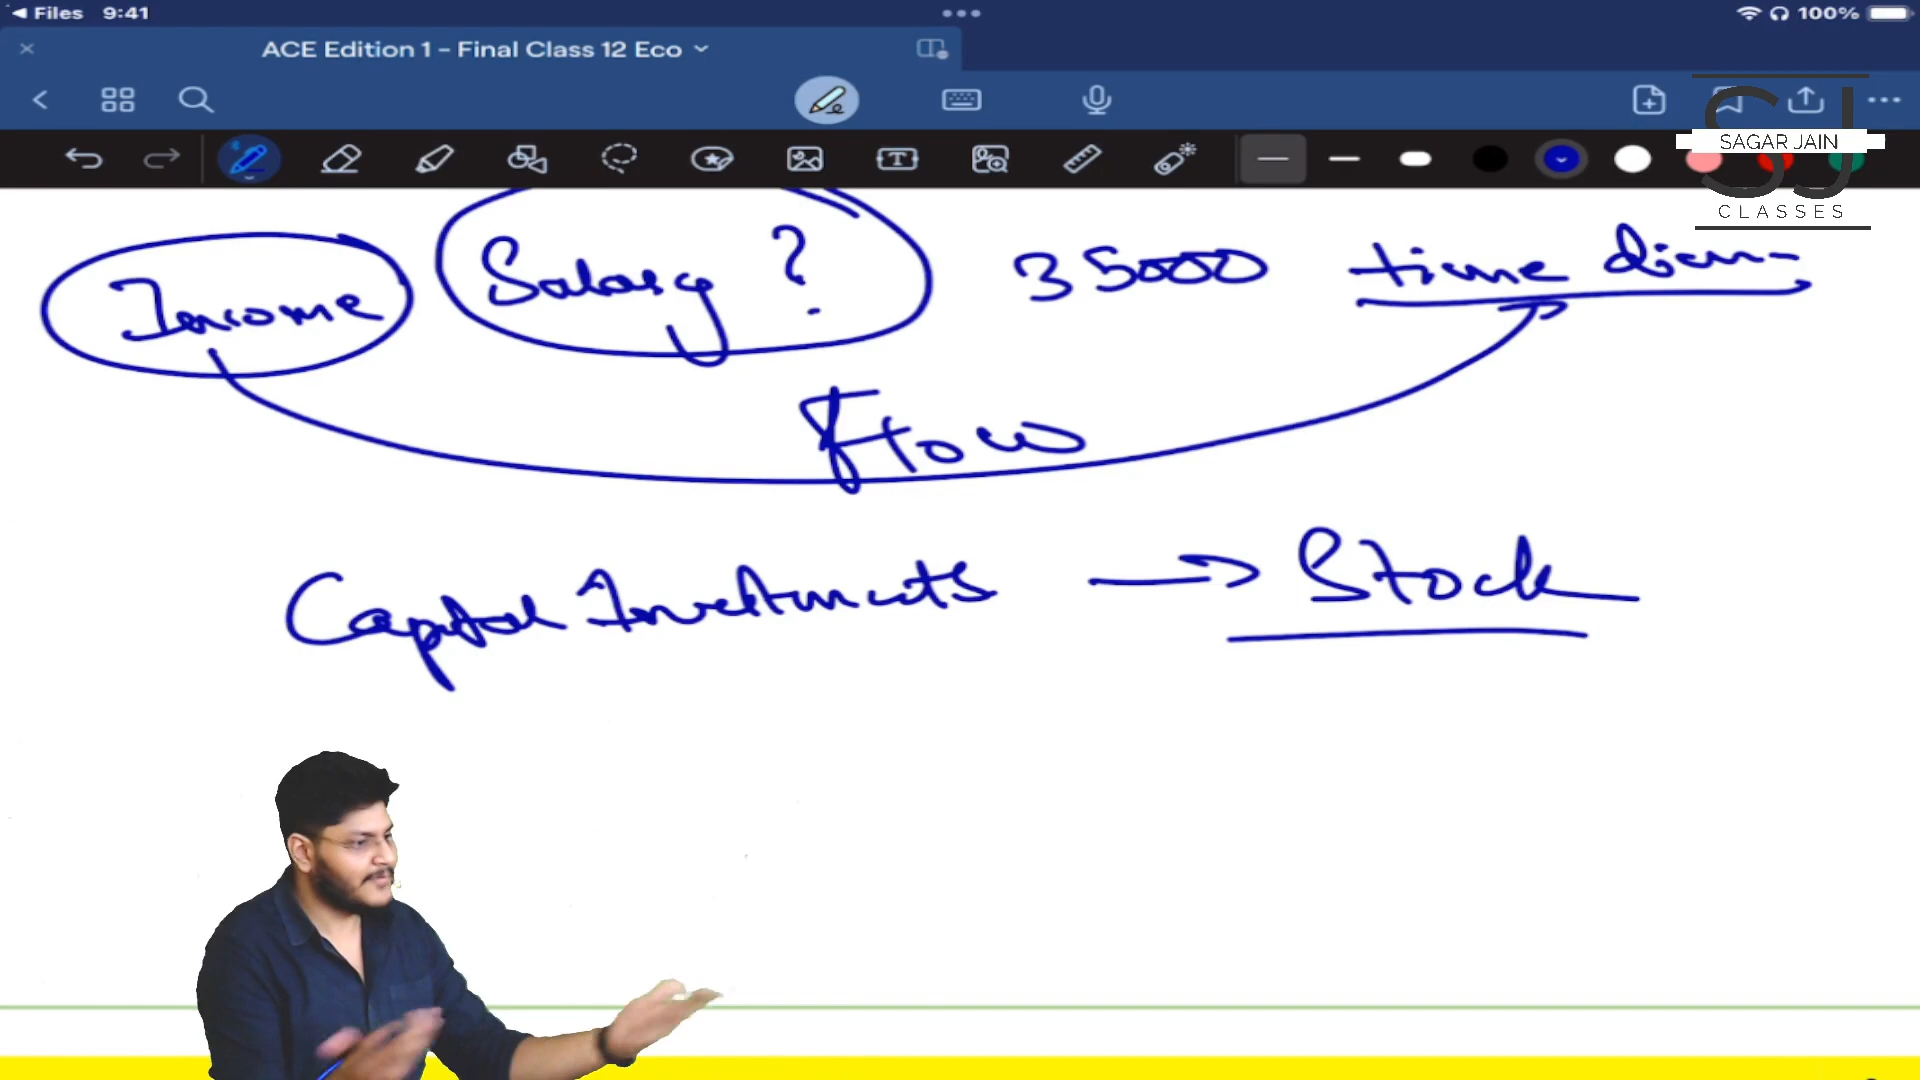 Files 9:41 100%
ACE Edition 1 - Final Class 12 Eco
SAGAR JAIN
CLASSES
Income Salary ? 35000 time dim-
Flow
Capital Investments → Stock